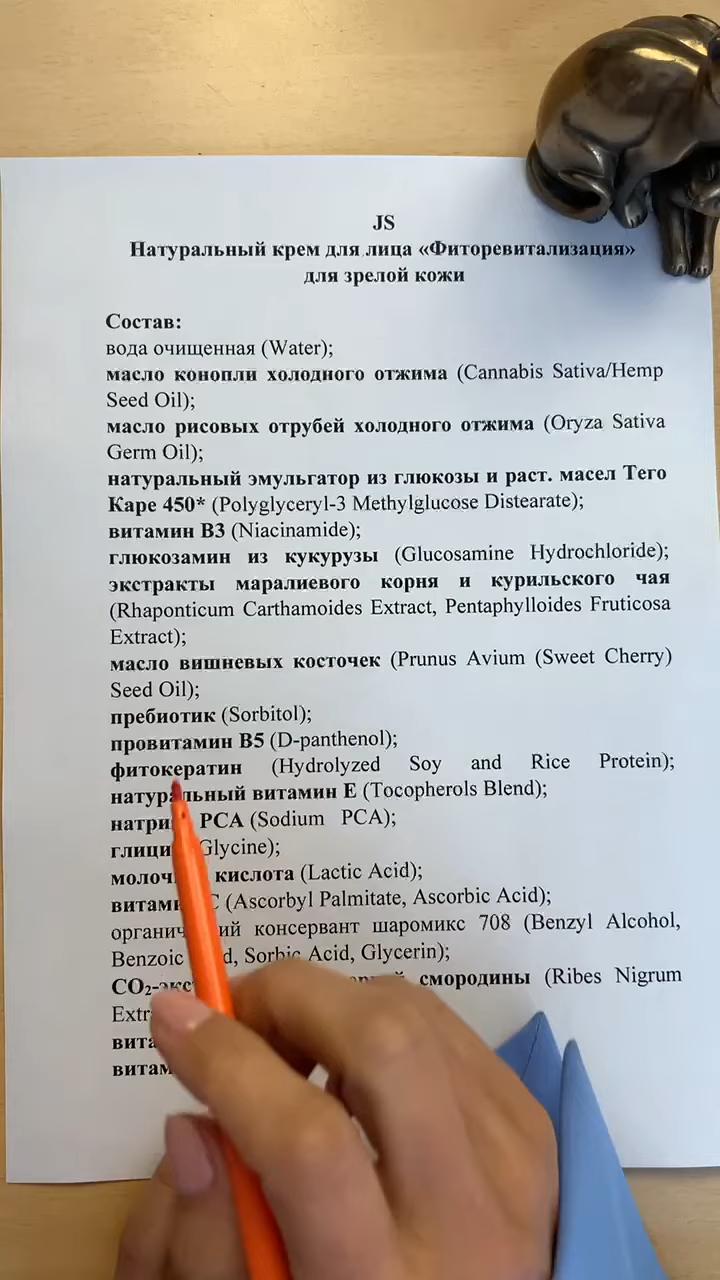 JS
Натуральный крем для лица «Фиторевитализация»
для зрелой кожи
Состав:
вода очищенная (Water);
масло конопли холодного отжима (Cannabis Sativa/Hemp
Seed Oil);
масло рисовых отрубей холодного отжима (Oryza Sativa
Germ Oil);
натуральный эмульгатор из глюкозы и раст. масел Тего
Каре 450* (Polyglyceryl-3 Methylglucose Distearate);
витамин В3 (Niacinamide);
глюкозамин из кукурузы (Glucosamine Hydrochloride);
экстракты маралиевого корня и курильского чая
(Rhaponticum Carthamoides Extract, Pentaphylloides Fruticosa
Extract);
масло вишневых косточек (Prunus Avium (Sweet Cherry)
Seed Oil);
пребиотик (Sorbitol);
провитамин В5 (D-panthenol);
фитокератин (Hydrolyzed Soy and Rice Protein);
натуральный витамин Е (Tocopherols Blend);
PCA (Sodium PCA);
Glycine);
кислота (Lactic Acid);
(Ascorbyl Palmitate, Ascorbic Acid);
консервант шаромикс 708 (Benzyl Alcohol,
Benzoic Sorbic Acid, Glycerin);
смородины (Ribes Nigrum